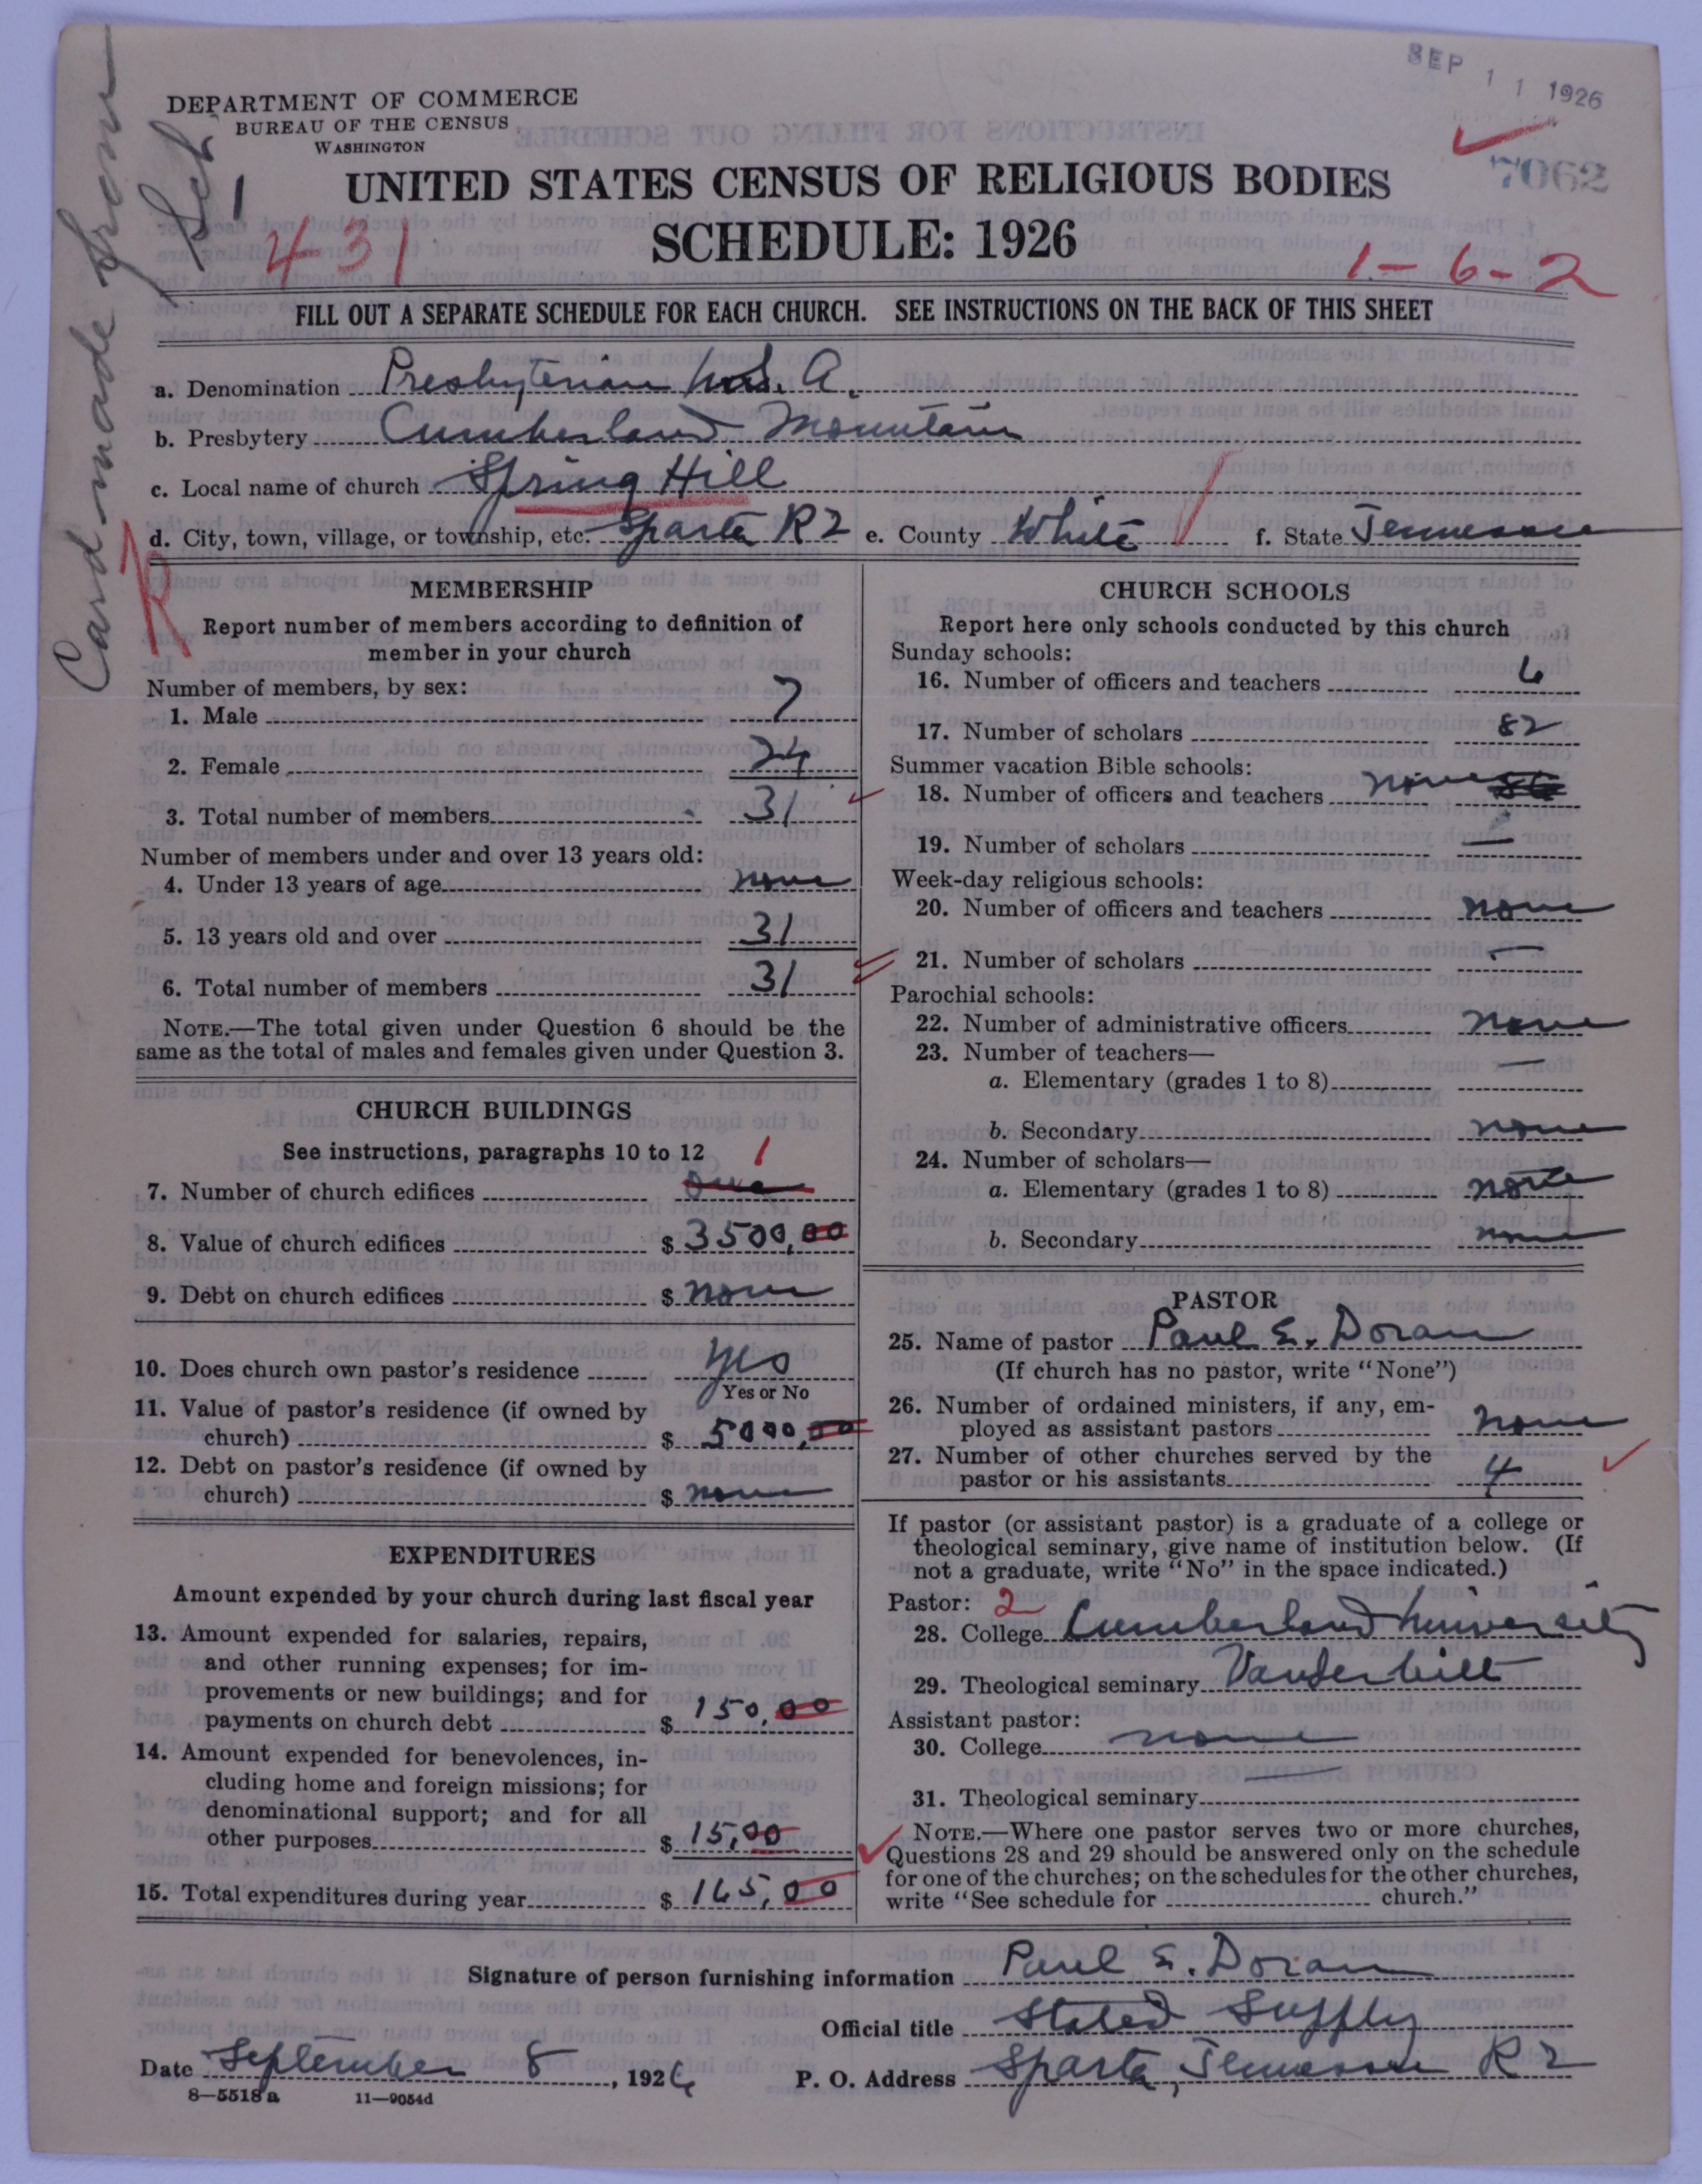 SEP 11 1926
DEPARTMENT OF COMMERCE
BUREAU OF THE CENSUS
WASHINGTON
7062
UNITED STATES CENSUS OF RELIGIOUS BODIES
SCHEDULE: 1926
431
1-6-2
Card made from
FILL OUT A SEPARATE SCHEDULE FOR EACH CHURCH. SEE INSTRUCTIONS ON THE BACK OF THIS SHEET
a. Denomination Presbyterian U.S.A.
b. Presbytery Cumberland Mountain
c. Local name of church Spring Hill
d. City, town, village, or township, etc. Sparta R2 e. County White f. State Tennessee
R
MEMBERSHIP
Report number of members according to definition of
member in your church
Number of members, by sex:
1. Male 7
2. Female 24
3. Total number of members 31
Number of members under and over 13 years old:
4. Under 13 years of age none
5. 13 years old and over 31
6. Total number of members 31
NOTE.—The total given under Question 6 should be the
same as the total of males and females given under Question 3.
CHURCH BUILDINGS
See instructions, paragraphs 10 to 12 1
7. Number of church edifices one
8. Value of church edifices $ 3500,00
9. Debt on church edifices $ none
10. Does church own pastor's residence yes
Yes or No
11. Value of pastor's residence (if owned by
church) $ 5000,00
12. Debt on pastor's residence (if owned by
church) $ none
EXPENDITURES
Amount expended by your church during last fiscal year
13. Amount expended for salaries, repairs,
and other running expenses; for im-
provements or new buildings; and for
payments on church debt $ 150,00
14. Amount expended for benevolences, in-
cluding home and foreign missions; for
denominational support; and for all
other purposes $ 15,00
15. Total expenditures during year $ 165,00
CHURCH SCHOOLS
Report here only schools conducted by this church
Sunday schools:
16. Number of officers and teachers 6
17. Number of scholars 82
Summer vacation Bible schools:
18. Number of officers and teachers none
19. Number of scholars —
Week-day religious schools:
20. Number of officers and teachers none
21. Number of scholars —
Parochial schools:
22. Number of administrative officers none
23. Number of teachers—
a. Elementary (grades 1 to 8) —
b. Secondary none
24. Number of scholars—
a. Elementary (grades 1 to 8) none
b. Secondary none
PASTOR
25. Name of pastor Paul E. Doran
(If church has no pastor, write "None")
26. Number of ordained ministers, if any, em-
ployed as assistant pastors none
27. Number of other churches served by the
pastor or his assistants 4
If pastor (or assistant pastor) is a graduate of a college or
theological seminary, give name of institution below. (If
not a graduate, write "No" in the space indicated.)
Pastor: 2
28. College Cumberland University
29. Theological seminary Vanderbilt
Assistant pastor:
30. College none
31. Theological seminary —
NOTE.—Where one pastor serves two or more churches,
Questions 28 and 29 should be answered only on the schedule
for one of the churches; on the schedules for the other churches,
write "See schedule for church."
Signature of person furnishing information Paul E. Doran
Official title Stated Supply
Date September 8, 1926 P. O. Address Sparta, Tennessee R2
8—5518 a 11—9054d